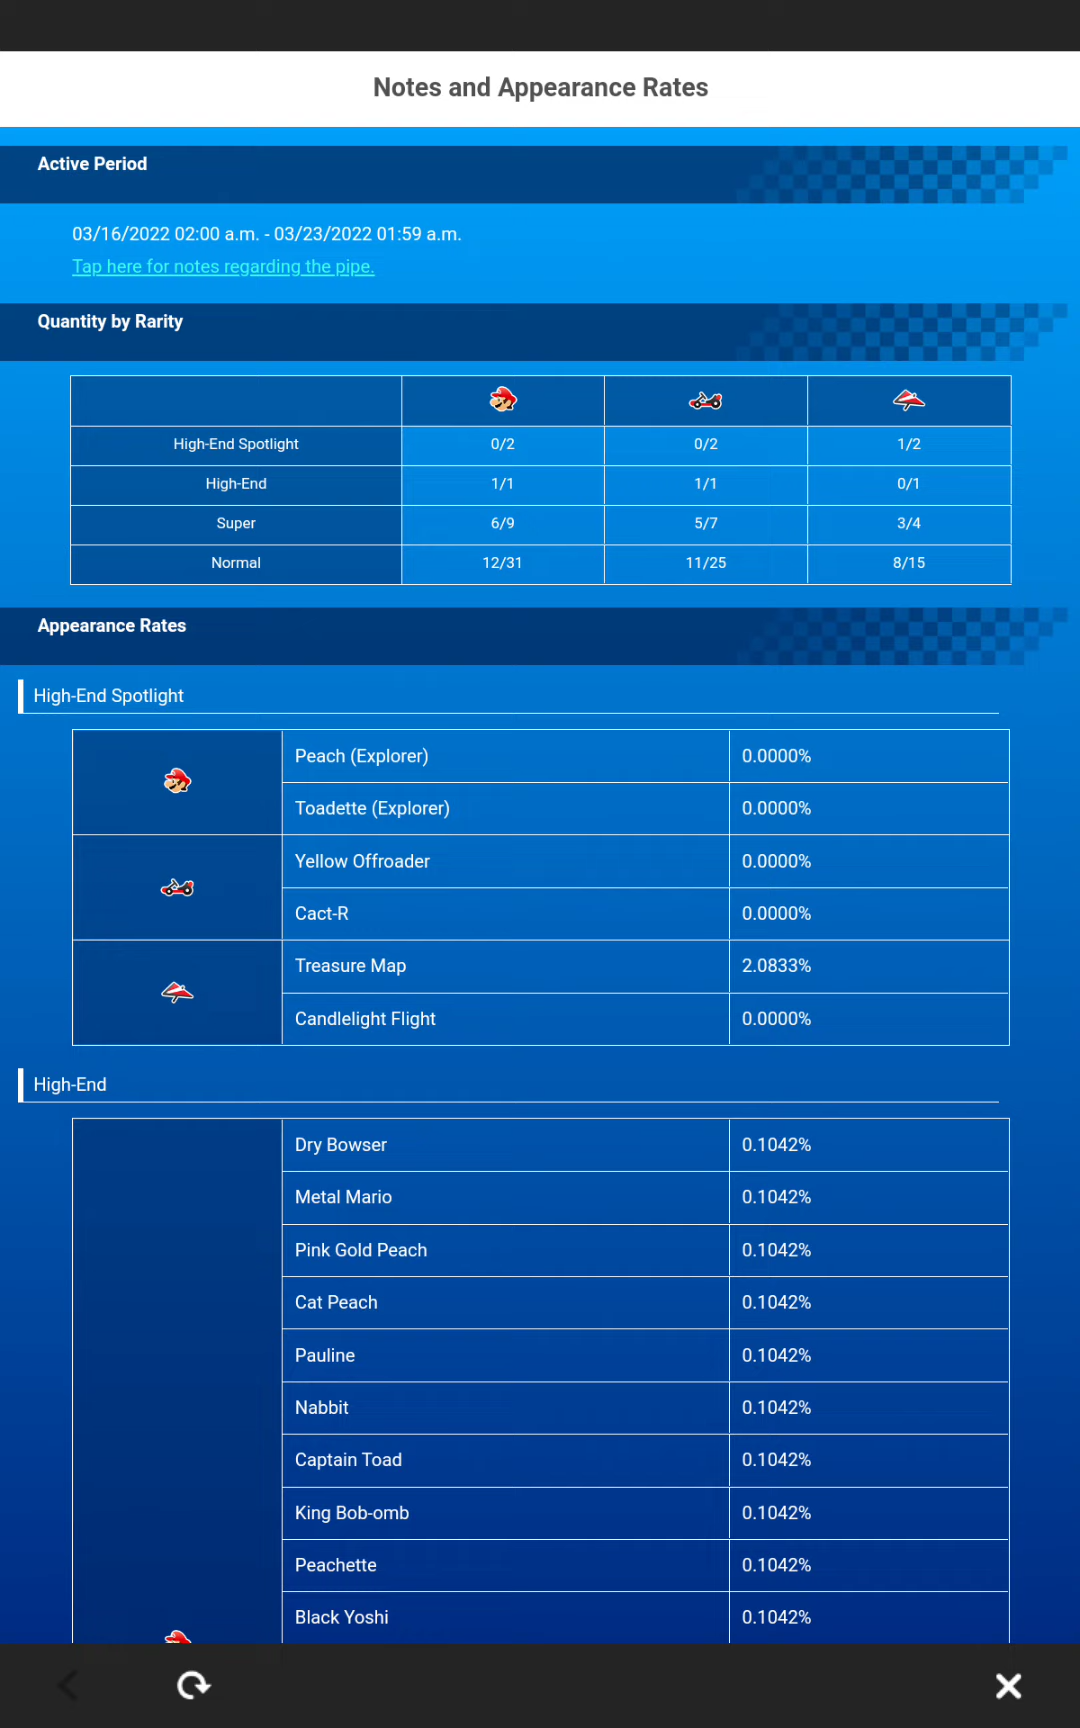 Notes and Appearance Rates
Active Period
03/16/2022 02:00 a.m. - 03/23/2022 01:59 a.m.
Tap here for notes regarding the pipe.
Quantity by Rarity
High-End Spotlight 0/2 0/2 1/2
High-End 1/1 1/1 0/1
Super 6/9 5/7 3/4
Normal 12/31 11/25 8/15
Appearance Rates
High-End Spotlight
Peach (Explorer) 0.0000%
Toadette (Explorer) 0.0000%
Yellow Offroader 0.0000%
Cact-R 0.0000%
Treasure Map 2.0833%
Candlelight Flight 0.0000%
High-End
Dry Bowser 0.1042%
Metal Mario 0.1042%
Pink Gold Peach 0.1042%
Cat Peach 0.1042%
Pauline 0.1042%
Nabbit 0.1042%
Captain Toad 0.1042%
King Bob-omb 0.1042%
Peachette 0.1042%
Black Yoshi 0.1042%